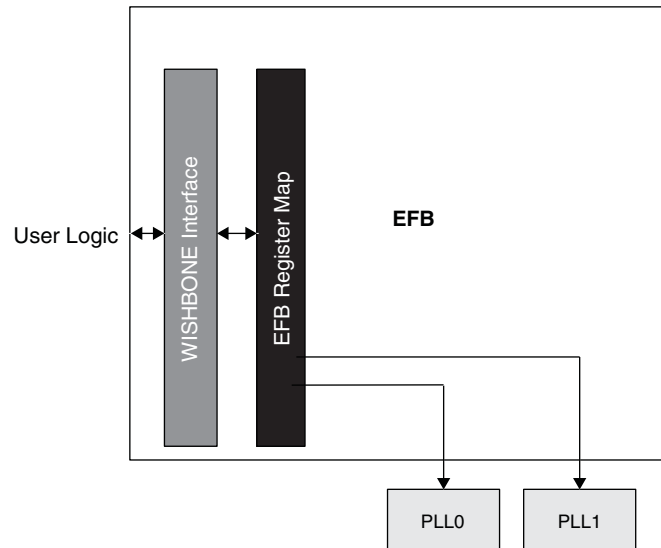 User Logic
WISHBONE Interface
EFB Register Map
EFB
PLL0
PLL1